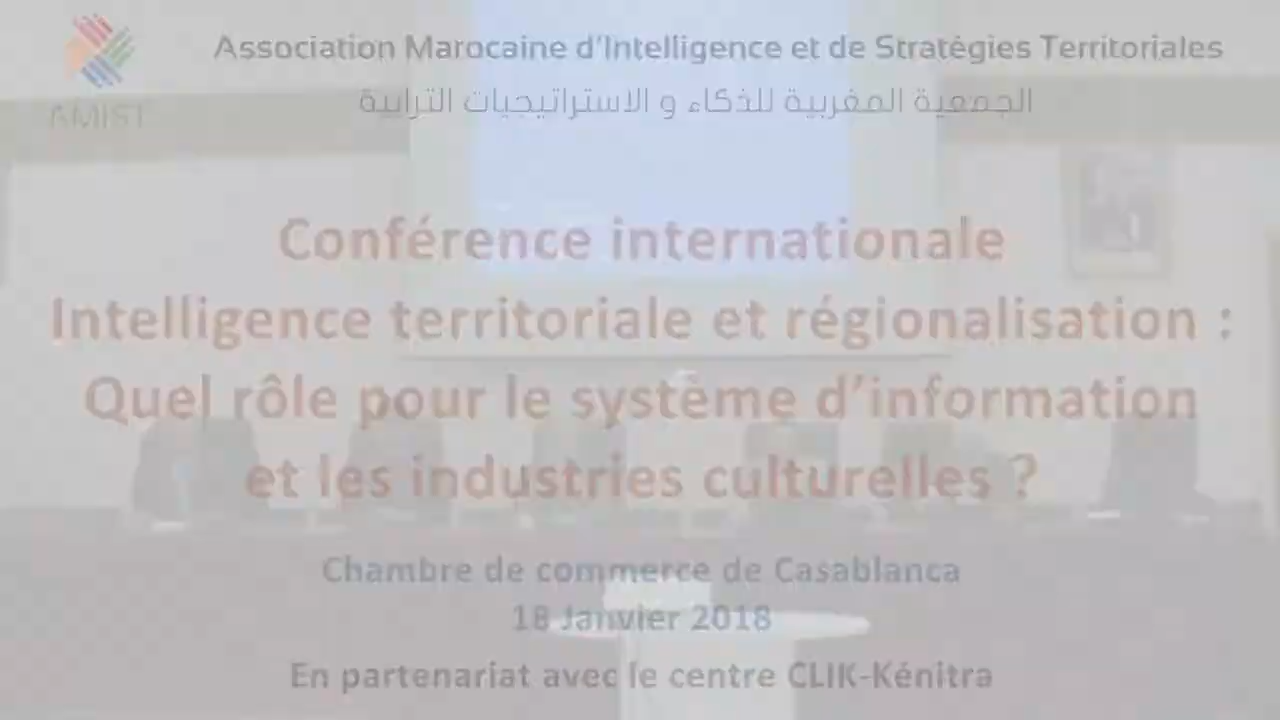 Association Marocaine d'Intelligence et de Stratégies Territoriales
الجمعية المغربية للذكاء و الاستراتيجيات الترابية
AMIST
Conférence internationale
Intelligence territoriale et régionalisation :
Quel rôle pour le système d'information
et les industries culturelles ?
Chambre de commerce de Casablanca
18 Janvier 2018
En partenariat avec le centre CLIK-Kénitra